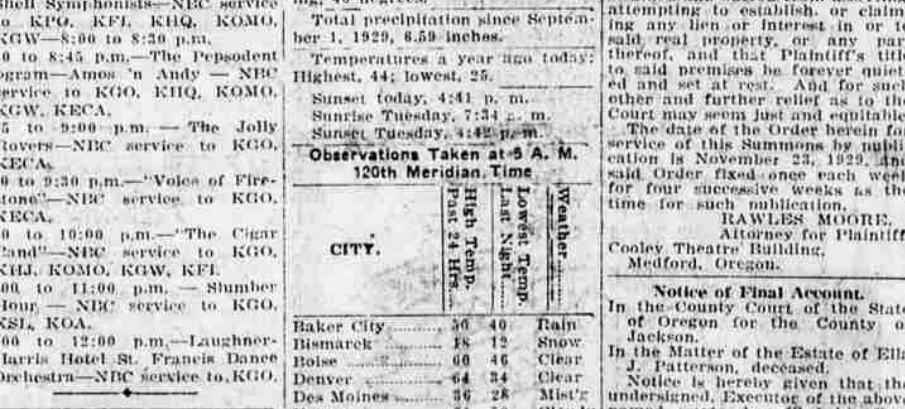 Shell Symphonists—NBC service
to KPO, KFI, KHQ, KOMO,
KGW—8:00 to 8:30 p.m.
0 to 8:45 p.m.—The Pepsodent
ogram—Amos 'n Andy — NBC
service to KGO, KHQ, KOMO,
KGW, KECA.
5 to 9:00 p.m. — The Jolly
Rovers—NBC service to KGO,
KECA.
0 to 9:30 p.m.—"Voice of Fire-
stone"—NBC service to KGO,
KECA.
0 to 10:00 p.m.—"The Cigar
Band"—NBC service to KGO,
KHJ, KOMO, KGW, KFI.
00 to 11:00 p.m. — Slumber
Hour — NBC service to KGO,
KSL, KOA.
00 to 12:00 p.m.—Laughner-
Harris Hotel St. Francis Dance
Orchestra—NBC service to KGO.
Total precipitation since Septem-
ber 1, 1929, 6.59 inches.
Temperatures a year ago today:
Highest, 44; lowest, 25.
Sunset today, 4:41 p. m.
Sunrise Tuesday, 7:34 a. m.
Sunset Tuesday, 4:42 p. m.
Observations Taken at 5 A. M.
120th Meridian Time
CITY.
High Temp.
Past 24 Hrs.
Lowest Temp.
Last Night
Weather
Baker City 50 40 Rain
Bismarck 18 12 Snow
Boise 60 46 Clear
Denver 64 34 Clear
Des Moines 36 28 Mist'g
attempting to establish, or claim-
ing any lien or interest in or to
said real property, or any part
thereof, and that Plaintiff's title
to said premises be forever quiet-
ed and set at rest. And for such
other and further relief as to the
Court may seem just and equitable.
The date of the Order herein for
service of this Summons by publi-
cation is November 23, 1929, and
said Order fixed once each week
for four successive weeks as the
time for such publication.
RAWLES MOORE,
Attorney for Plaintiff
Cooley Theatre Building,
Medford, Oregon.
Notice of Final Account.
In the County Court of the State
of Oregon for the County of
Jackson.
In the Matter of the Estate of Ella
J. Patterson, deceased.
Notice is hereby given that the
undersigned, Executor of the above